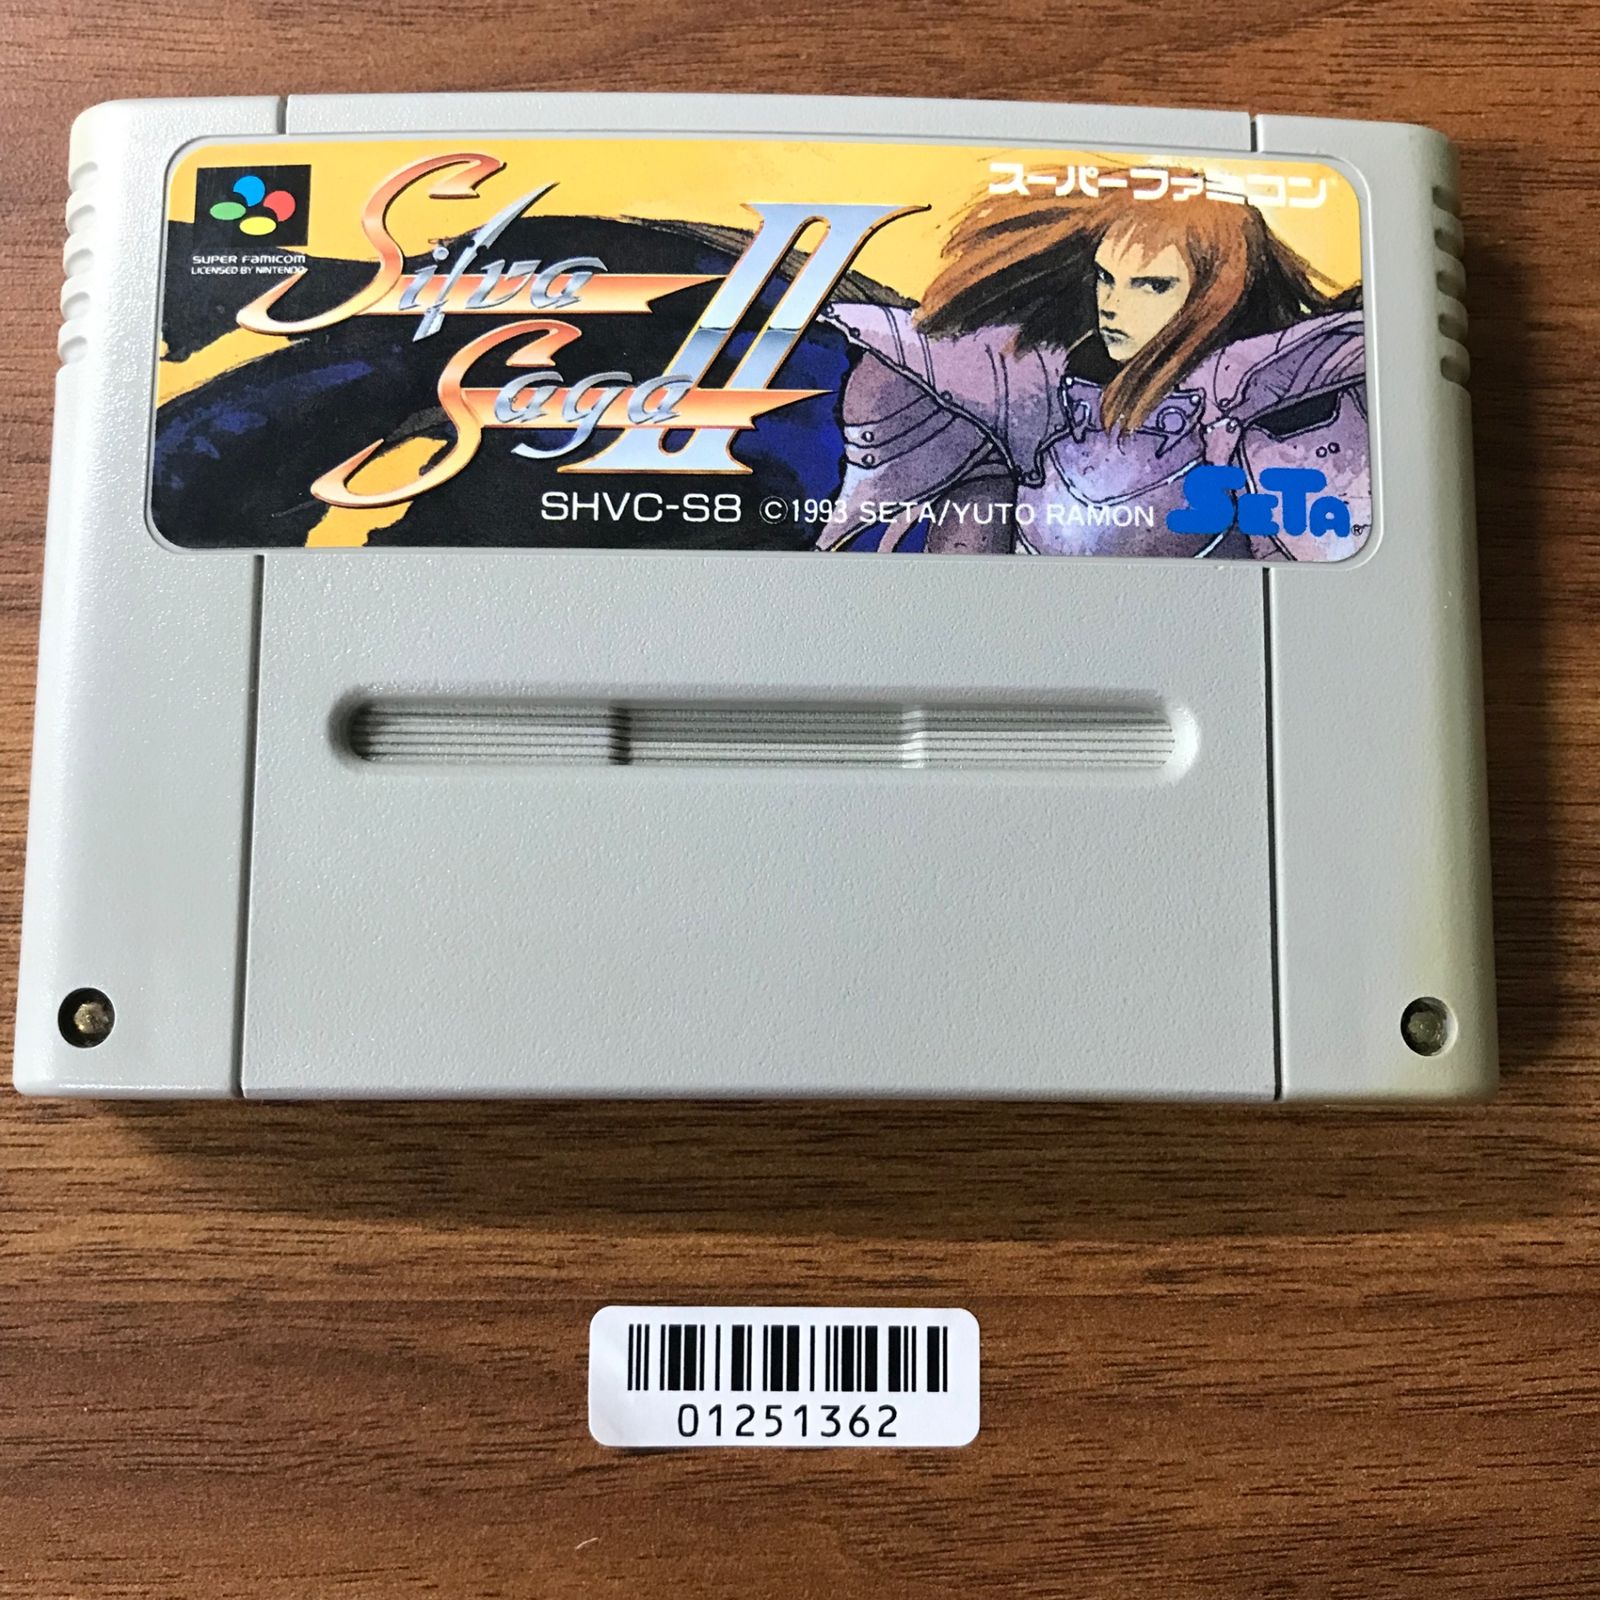 スーパーファミコン
SUPER FAMICOM
LICENSED BY NINTENDO
Silva
Saga II
SHVC-S8 ©1993 SETA/YUTO RAMON
SETA®
01251362